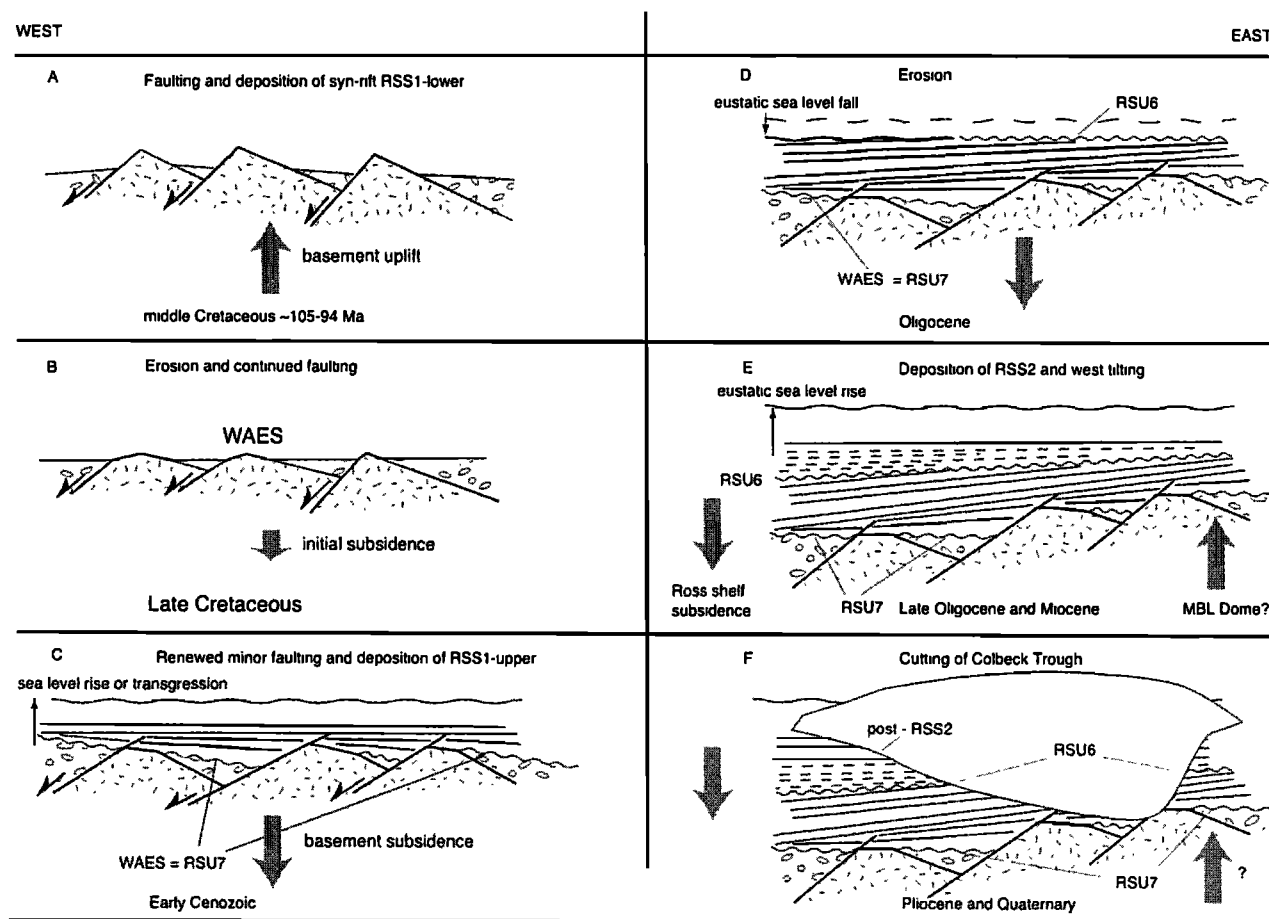 WEST
EAST
A
Faulting and deposition of syn-rift RSS1-lower
basement uplift
middle Cretaceous ~105-94 Ma
B
Erosion and continued faulting
WAES
initial subsidence
Late Cretaceous
C
Renewed minor faulting and deposition of RSS1-upper
sea level rise or transgression
WAES = RSU7
basement subsidence
Early Cenozoic
D
Erosion
eustatic sea level fall
RSU6
WAES = RSU7
Oligocene
E
Deposition of RSS2 and west tilting
eustatic sea level rise
RSU6
Ross shelf
subsidence
RSU7
Late Oligocene and Miocene
MBL Dome?
F
Cutting of Colbeck Trough
post - RSS2
RSU6
RSU7
?
Pliocene and Quaternary